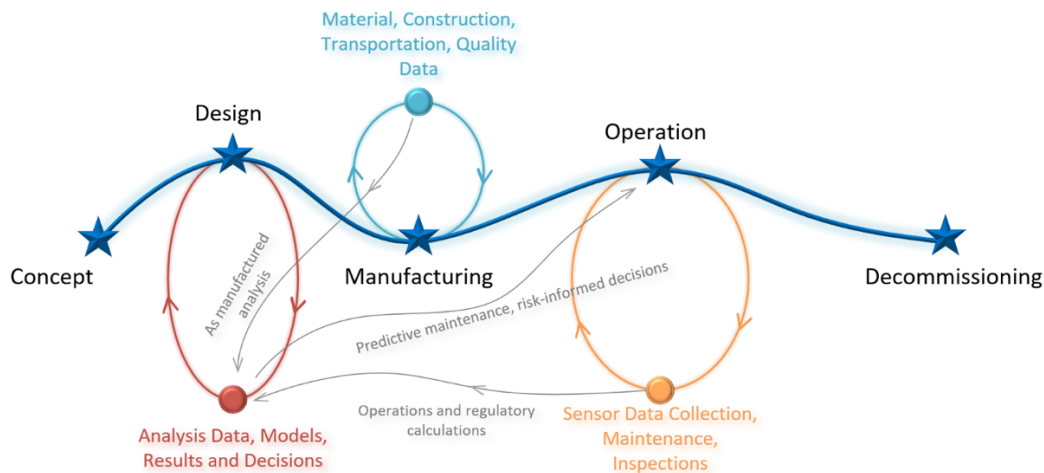 Material, Construction,
Transportation, Quality
Data
Design
Operation
Concept
Manufacturing
Decommissioning
As manufactured
analysis
Predictive maintenance, risk-informed decisions
Operations and regulatory
calculations
Analysis Data, Models,
Results and Decisions
Sensor Data Collection,
Maintenance,
Inspections